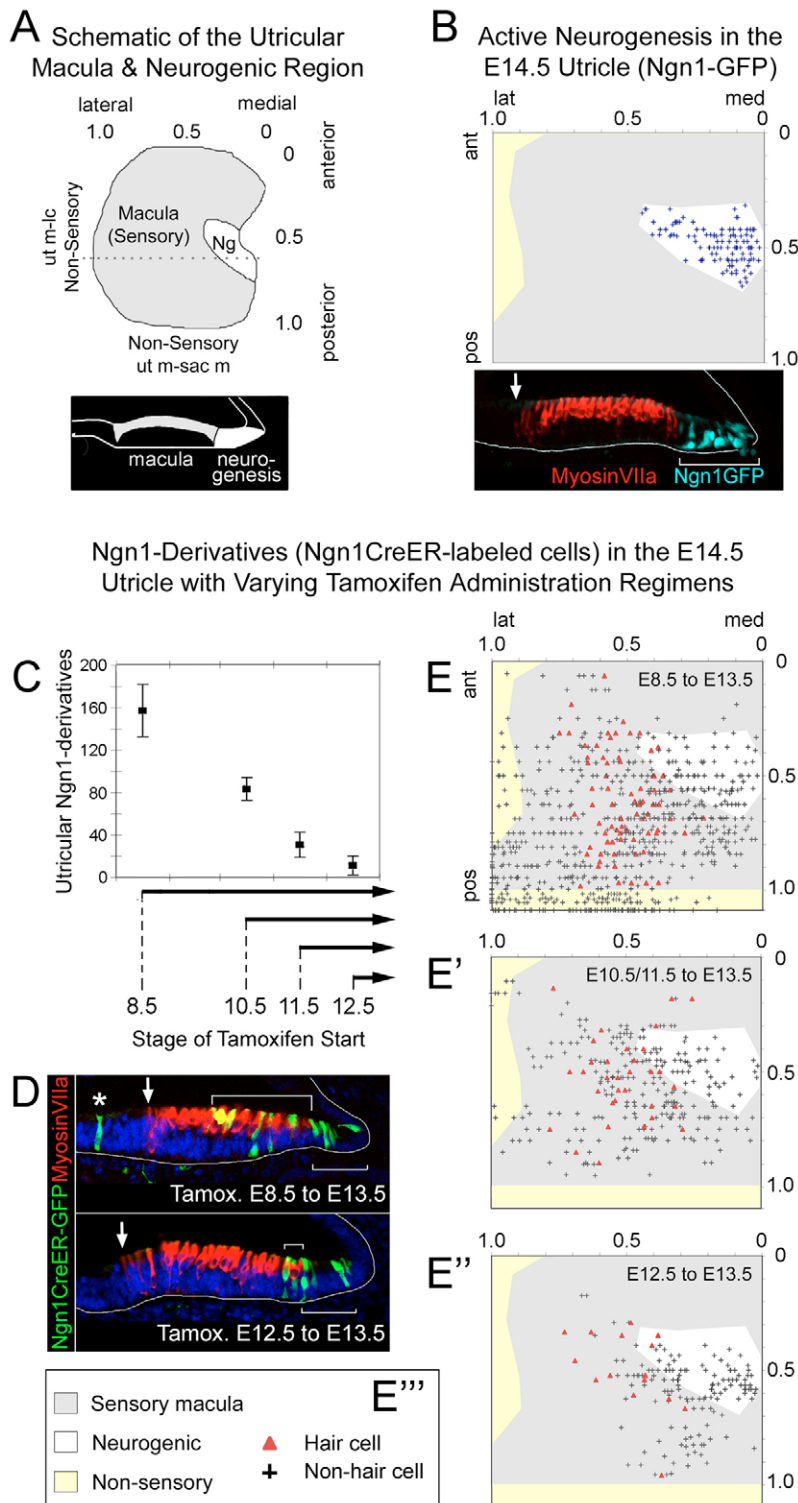 A
Schematic of the Utricular
Macula & Neurogenic Region
lateral medial
1.0 0.5 0
0
anterior
Macula
(Sensory)
Ng
0.5
ut m-lc
Non-Sensory
1.0
posterior
Non-Sensory
ut m-sac m
macula
neuro-
genesis
B
Active Neurogenesis in the
E14.5 Utricle (Ngn1-GFP)
lat med
1.0 0.5 0
ant
0
0.5
pos
1.0
MyosinVIIa
Ngn1GFP
Ngn1-Derivatives (Ngn1CreER-labeled cells) in the E14.5
Utricle with Varying Tamoxifen Administration Regimens
C
Utricular Ngn1-derivatives
200
160
120
80
40
0
8.5 10.5 11.5 12.5
Stage of Tamoxifen Start
D
Ngn1CreER-GFP MyosinVIIa
*
Tamox. E8.5 to E13.5
Tamox. E12.5 to E13.5
E
lat med
1.0 0.5 0
ant
0
E8.5 to E13.5
0.5
pos
1.0
E'
1.0 0.5 0
0
E10.5/11.5 to E13.5
0.5
1.0
E''
1.0 0.5 0
0
E12.5 to E13.5
0.5
1.0
E'''
Sensory macula
Neurogenic
Non-sensory
Hair cell
Non-hair cell